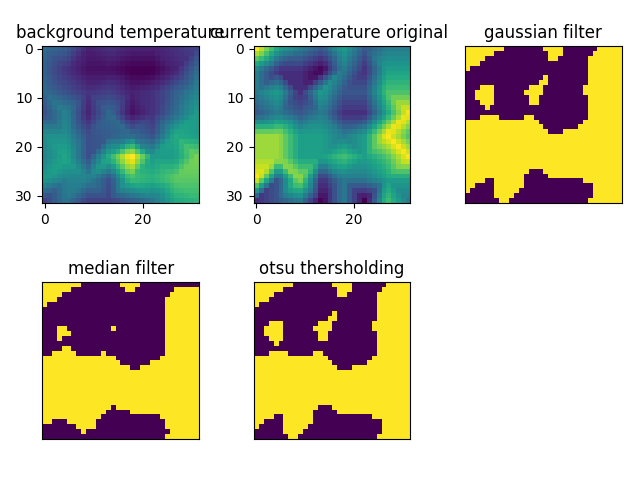 background temperature
current temperature original
gaussian filter
0
10
20
30
0
20
0
10
20
30
0
20
median filter
otsu thersholding